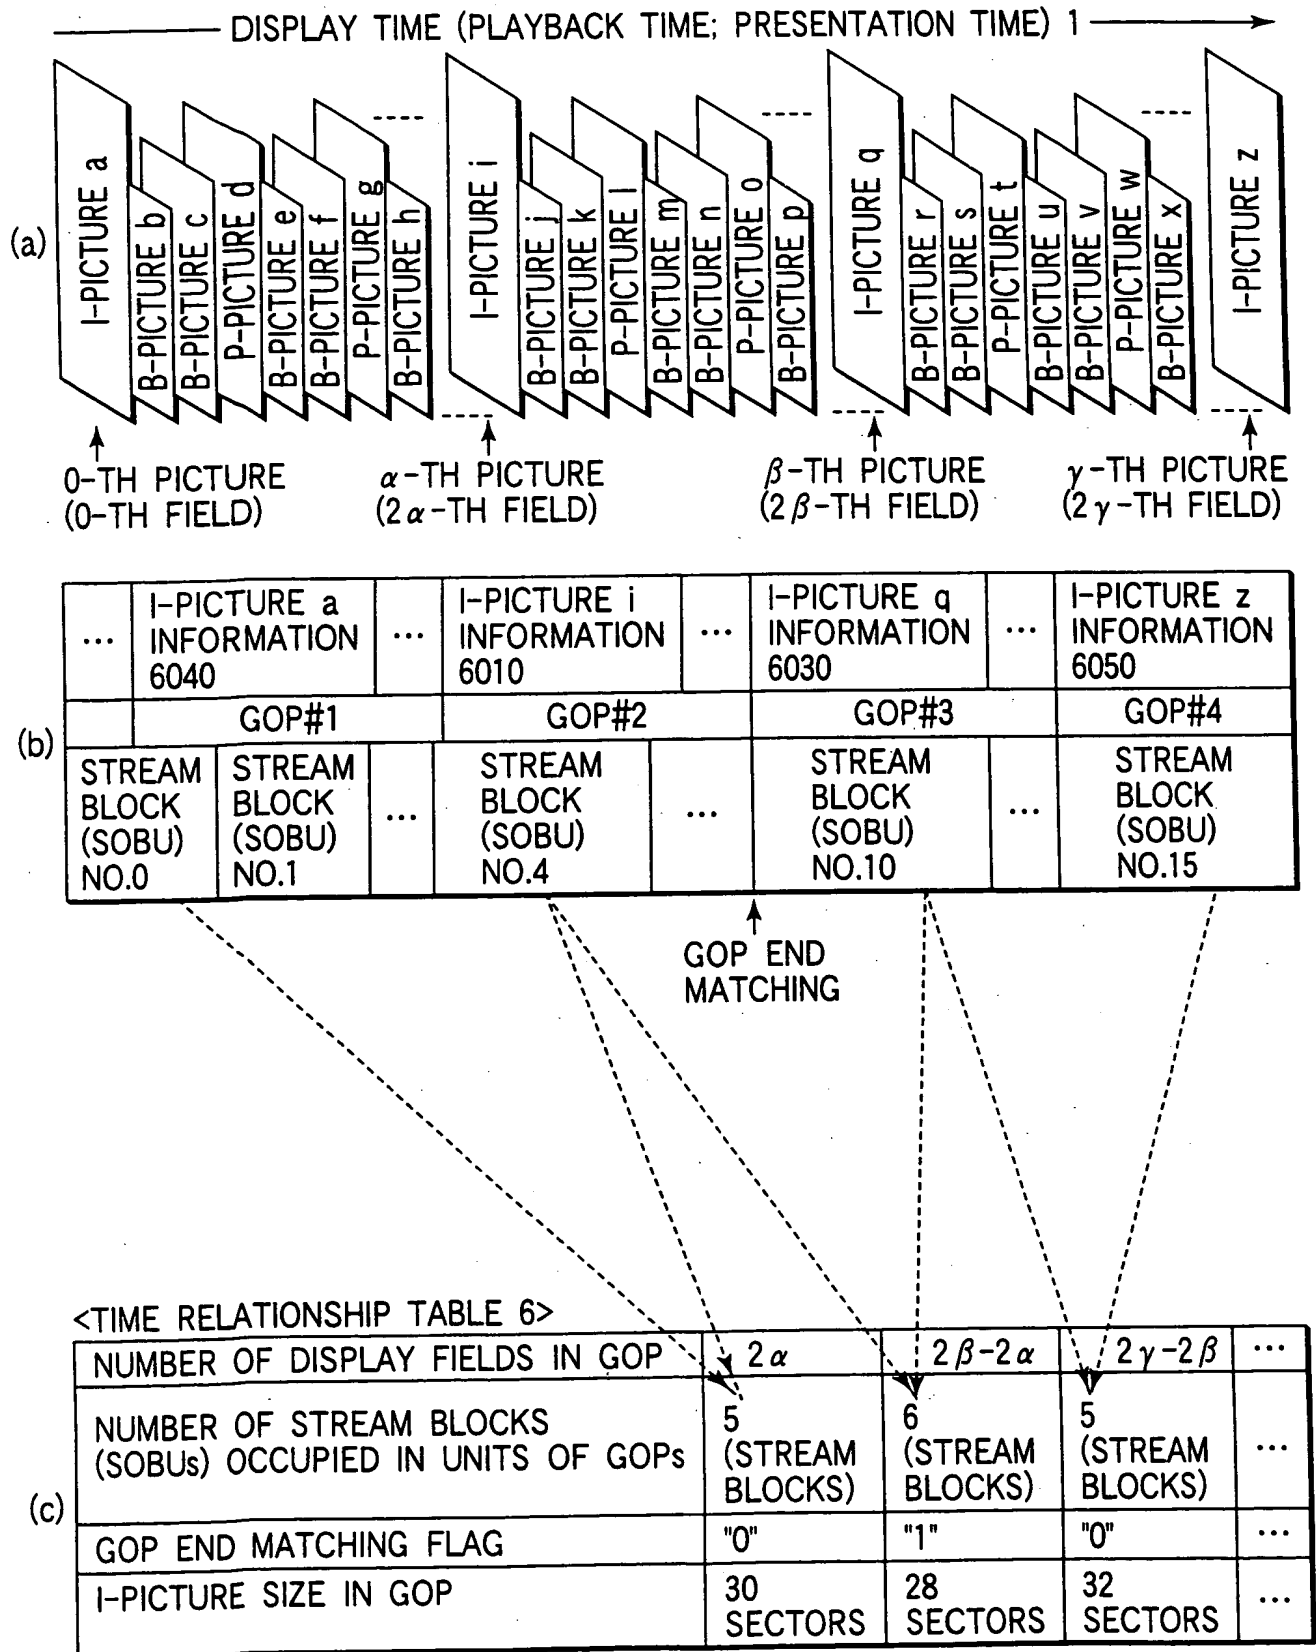 DISPLAY TIME (PLAYBACK TIME; PRESENTATION TIME) 1
(a)
I-PICTURE a
B-PICTURE b
B-PICTURE c
P-PICTURE d
B-PICTURE e
B-PICTURE f
P-PICTURE g
B-PICTURE h
I-PICTURE i
B-PICTURE j
B-PICTURE k
P-PICTURE l
B-PICTURE m
B-PICTURE n
P-PICTURE o
B-PICTURE p
I-PICTURE q
B-PICTURE r
B-PICTURE s
P-PICTURE t
B-PICTURE u
B-PICTURE v
P-PICTURE w
B-PICTURE x
I-PICTURE z
0-TH PICTURE
(0-TH FIELD)
α-TH PICTURE
(2α-TH FIELD)
β-TH PICTURE
(2β-TH FIELD)
γ-TH PICTURE
(2γ-TH FIELD)
(b)
...
I-PICTURE a
INFORMATION
6040
...
I-PICTURE i
INFORMATION
6010
...
I-PICTURE q
INFORMATION
6030
...
I-PICTURE z
INFORMATION
6050
GOP#1
GOP#2
GOP#3
GOP#4
STREAM
BLOCK
(SOBU)
NO.0
STREAM
BLOCK
(SOBU)
NO.1
...
STREAM
BLOCK
(SOBU)
NO.4
...
STREAM
BLOCK
(SOBU)
NO.10
...
STREAM
BLOCK
(SOBU)
NO.15
GOP END
MATCHING
<TIME RELATIONSHIP TABLE 6>
(c)
NUMBER OF DISPLAY FIELDS IN GOP
2α
2β-2α
2γ-2β
...
NUMBER OF STREAM BLOCKS
(SOBUs) OCCUPIED IN UNITS OF GOPs
5
(STREAM
BLOCKS)
6
(STREAM
BLOCKS)
5
(STREAM
BLOCKS)
...
GOP END MATCHING FLAG
"0"
"1"
"0"
...
I-PICTURE SIZE IN GOP
30
SECTORS
28
SECTORS
32
SECTORS
...